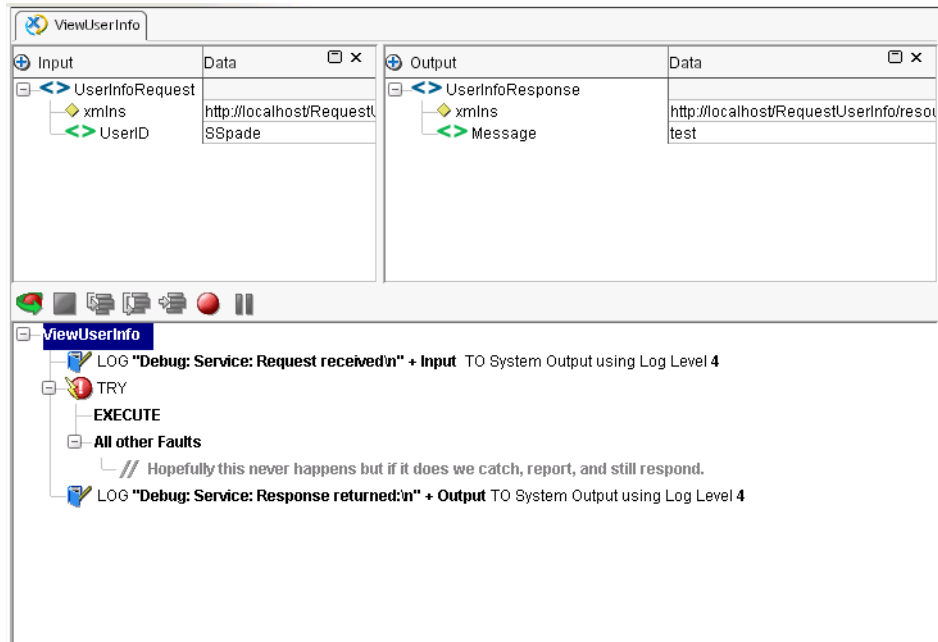 ViewUserInfo
Input Data
Output Data
UserInfoRequest
xmlns http://localhost/RequestU
UserID SSpade
UserInfoResponse
xmlns http://localhost/RequestUserInfo/resou
Message test
ViewUserInfo
LOG "Debug: Service: Request received\n" + Input TO System Output using Log Level 4
TRY
EXECUTE
All other Faults
// Hopefully this never happens but if it does we catch, report, and still respond.
LOG "Debug: Service: Response returned:\n" + Output TO System Output using Log Level 4